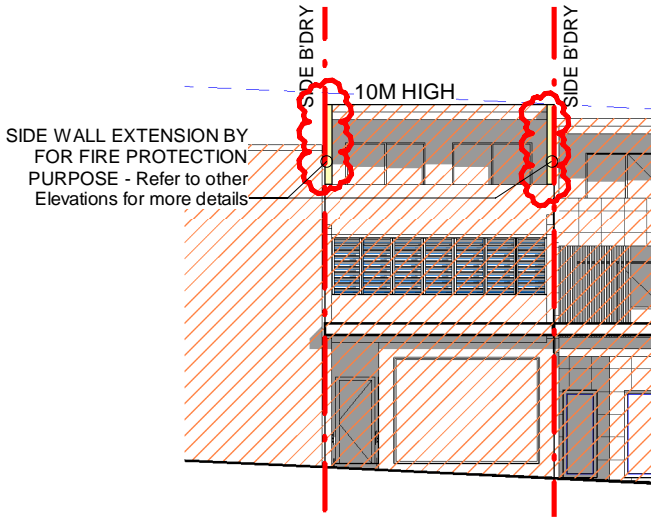 SIDE B'DRY
SIDE B'DRY
10M HIGH
SIDE WALL EXTENSION BY
FOR FIRE PROTECTION
PURPOSE - Refer to other
Elevations for more details